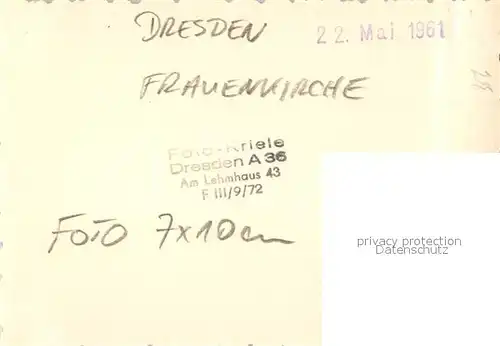 DRESDEN
22. Mai 1961
FRAUENKIRCHE
Foto-Kriele
Dresden A 36
Am Lehmhaus 43
F III/9/72
FOTO 7x10cm
privacy protection
Datenschutz